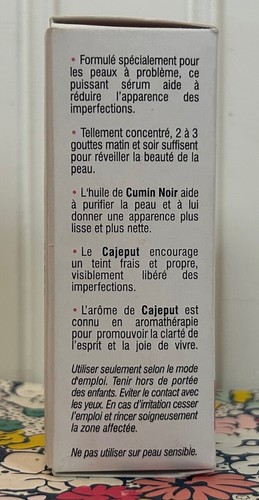 • Formulé spécialement pour
les peaux à problème, ce
puissant sérum aide à
réduire l'apparence des
imperfections.
• Tellement concentré, 2 à 3
gouttes matin et soir suffisent
pour réveiller la beauté de la
peau.
• L'huile de Cumin Noir aide
à purifier la peau et à lui
donner une apparence plus
lisse et plus nette.
• Le Cajeput encourage
un teint frais et propre,
visiblement libéré des
imperfections.
• L'arôme de Cajeput est
connu en aromathérapie
pour promouvoir la clarté de
l'esprit et la joie de vivre.
Utiliser seulement selon le mode
d'emploi. Tenir hors de portée
des enfants. Eviter le contact avec
les yeux. En cas d'irritation cesser
l'emploi et rincer soigneusement
la zone affectée.
Ne pas utiliser sur peau sensible.